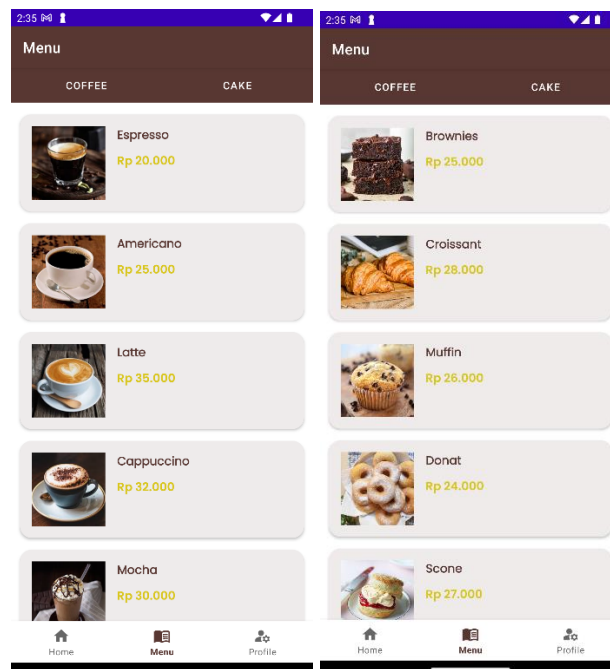 2:35
Menu
COFFEE CAKE
Espresso
Rp 20.000
Americano
Rp 25.000
Latte
Rp 35.000
Cappuccino
Rp 32.000
Mocha
Rp 30.000
Home Menu Profile
2:35
Menu
COFFEE CAKE
Brownies
Rp 25.000
Croissant
Rp 28.000
Muffin
Rp 26.000
Donat
Rp 24.000
Scone
Rp 27.000
Home Menu Profile